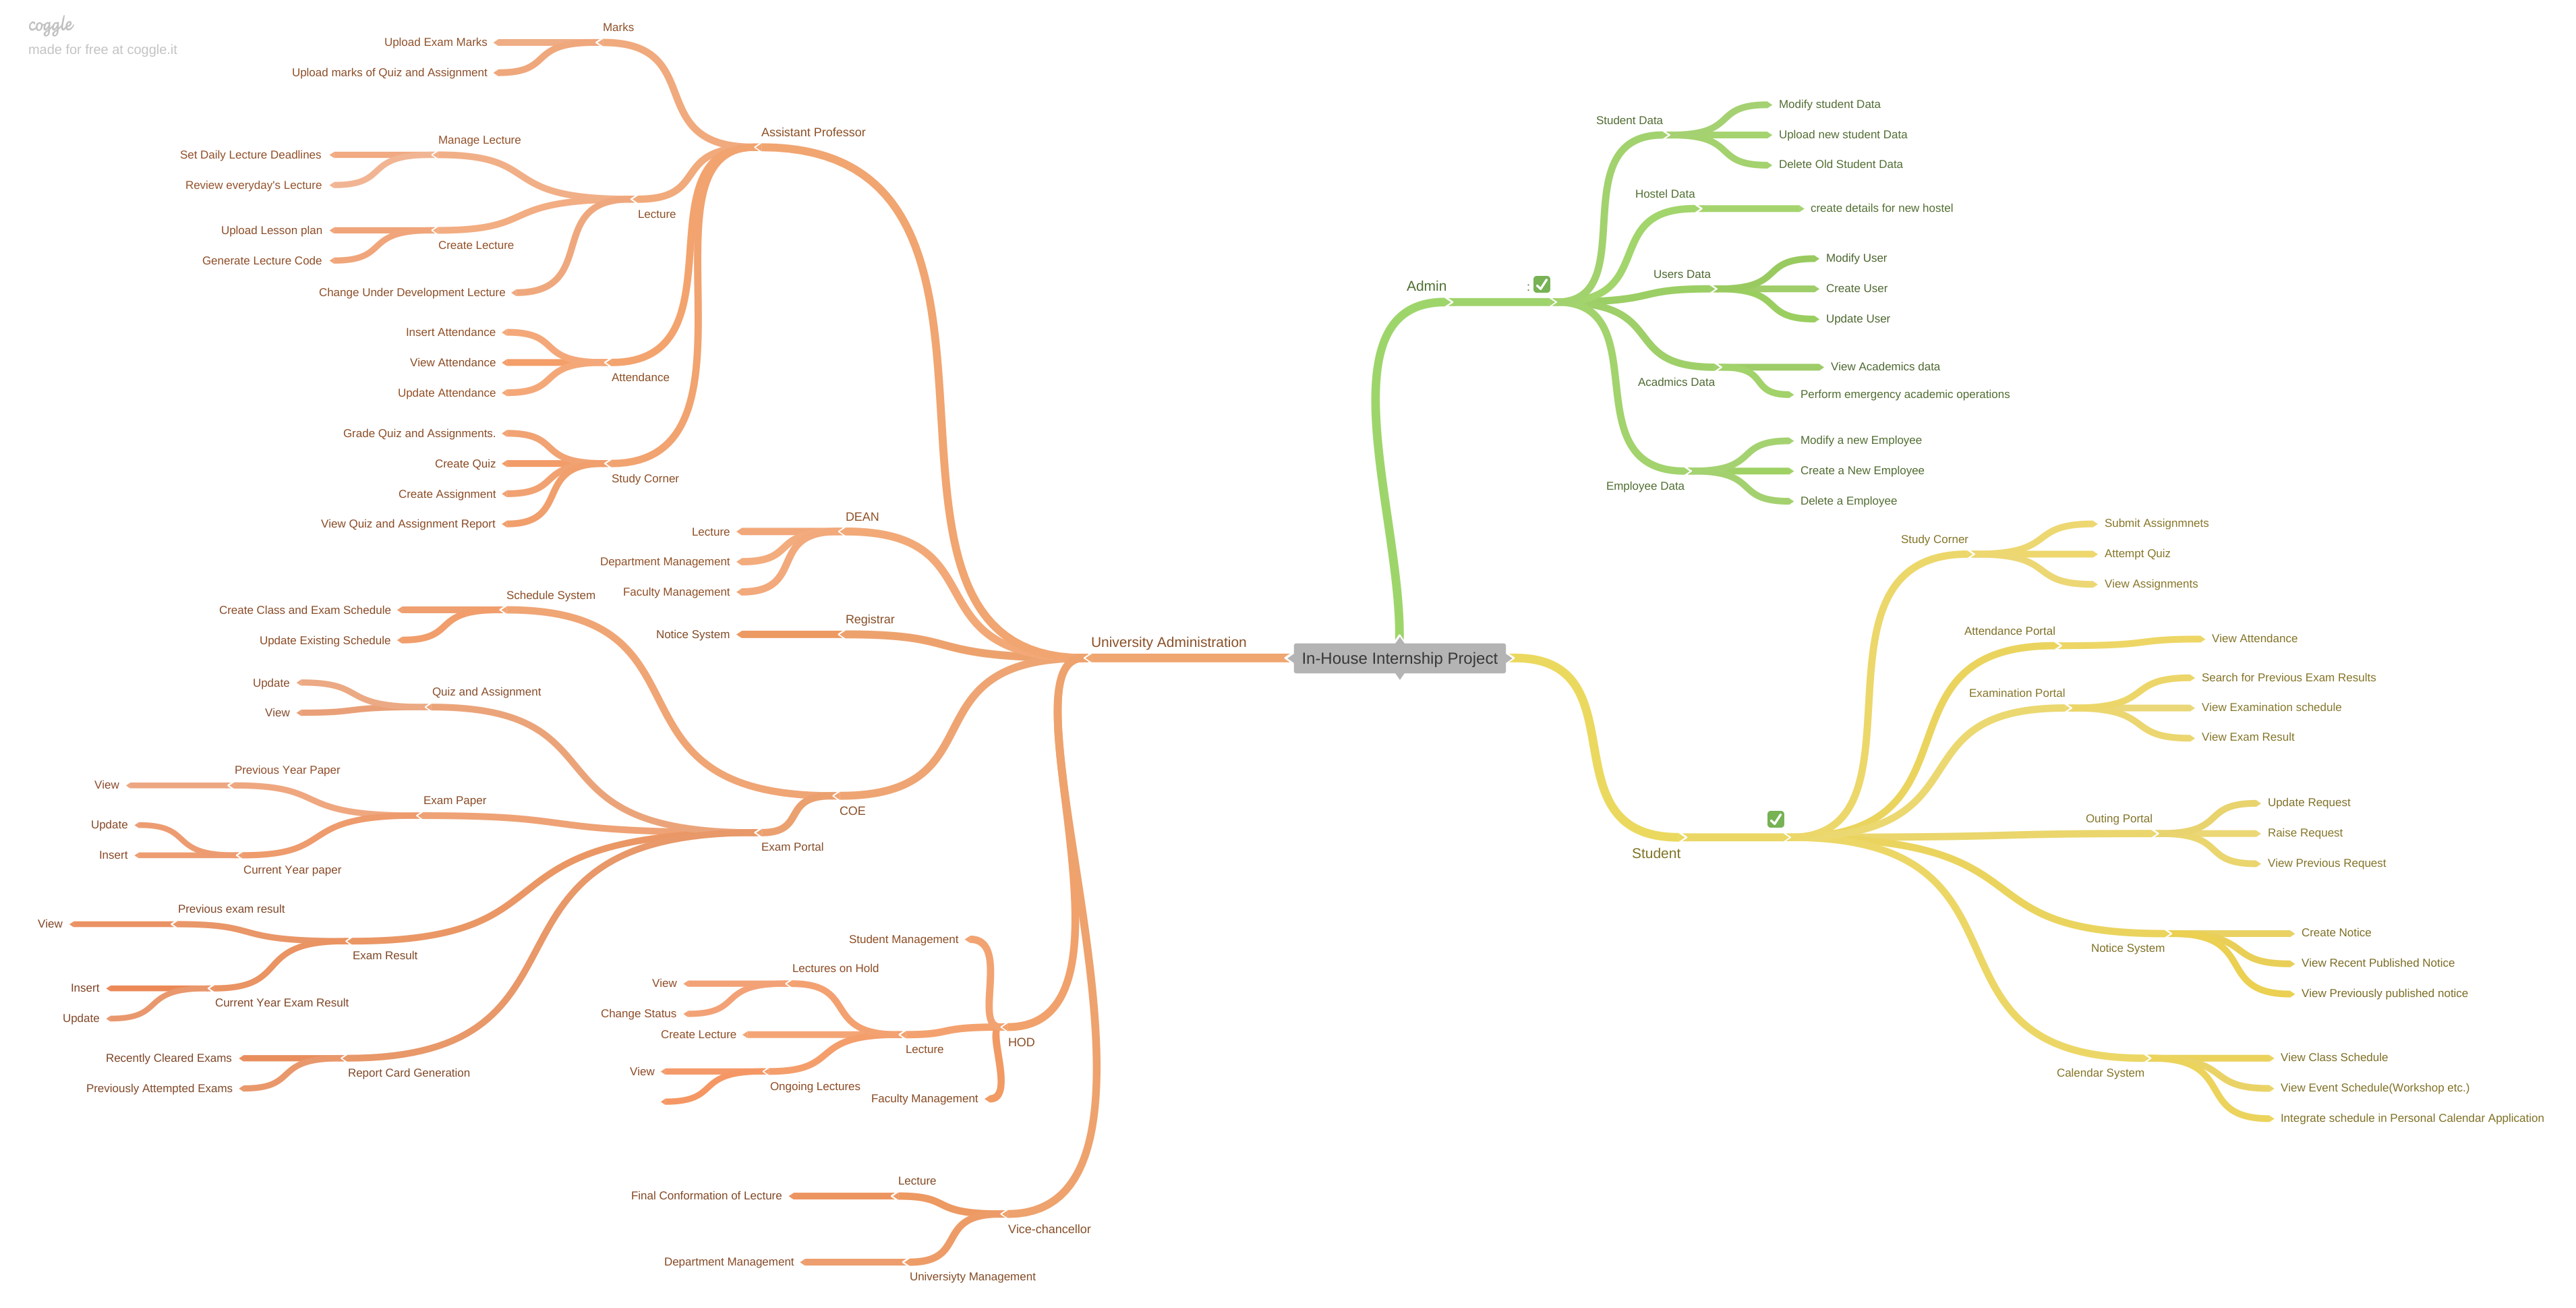 coggle
made for free at coggle.it
Marks
Upload Exam Marks
Upload marks of Quiz and Assignment
Assistant Professor
Manage Lecture
Set Daily Lecture Deadlines
Review everyday's Lecture
Lecture
Upload Lesson plan
Create Lecture
Generate Lecture Code
Change Under Development Lecture
Insert Attendance
View Attendance
Attendance
Update Attendance
Grade Quiz and Assignments.
Create Quiz
Study Corner
Create Assignment
View Quiz and Assignment Report
DEAN
Lecture
Department Management
Faculty Management
Registrar
Notice System
University Administration
Schedule System
Create Class and Exam Schedule
Update Existing Schedule
Quiz and Assignment
Update
View
Previous Year Paper
View
Exam Paper
Update
Insert
Current Year paper
COE
Exam Portal
Previous exam result
View
Exam Result
Insert
Current Year Exam Result
Update
Recently Cleared Exams
Report Card Generation
Previously Attempted Exams
Student Management
Lectures on Hold
View
Change Status
Create Lecture
Lecture
HOD
View
Ongoing Lectures
Faculty Management
Lecture
Final Conformation of Lecture
Vice-chancellor
Department Management
Universiyty Management
In-House Internship Project
Admin
: ✅
Student Data
Modify student Data
Upload new student Data
Delete Old Student Data
Hostel Data
create details for new hostel
Users Data
Modify User
Create User
Update User
View Academics data
Acadmics Data
Perform emergency academic operations
Modify a new Employee
Create a New Employee
Employee Data
Delete a Employee
Student
✅
Study Corner
Submit Assignmnets
Attempt Quiz
View Assignments
Attendance Portal
View Attendance
Examination Portal
Search for Previous Exam Results
View Examination schedule
View Exam Result
Outing Portal
Update Request
Raise Request
View Previous Request
Create Notice
Notice System
View Recent Published Notice
View Previously published notice
View Class Schedule
Calendar System
View Event Schedule(Workshop etc.)
Integrate schedule in Personal Calendar Application